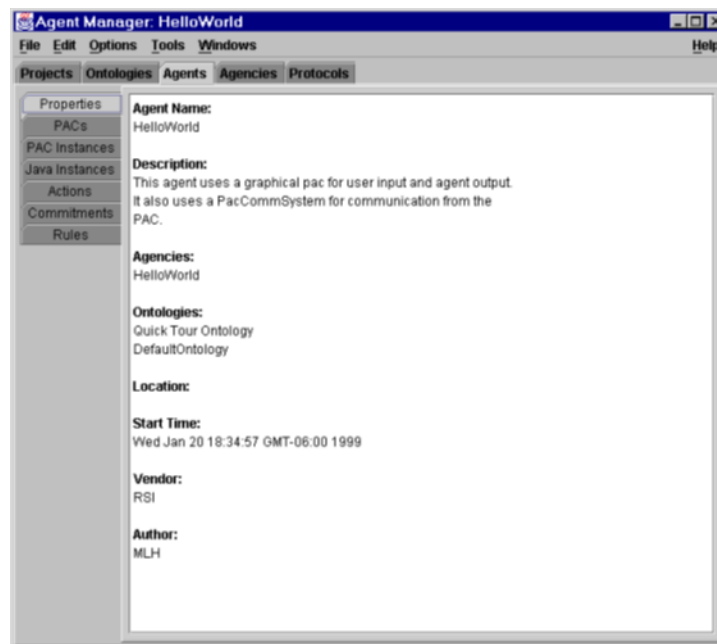 Agent Manager: HelloWorld
File Edit Options Tools Windows Help
Projects Ontologies Agents Agencies Protocols
Properties
PACs
PAC Instances
Java Instances
Actions
Commitments
Rules
Agent Name:
HelloWorld
Description:
This agent uses a graphical pac for user input and agent output.
It also uses a PacCommSystem for communication from the
PAC.
Agencies:
HelloWorld
Ontologies:
Quick Tour Ontology
DefaultOntology
Location:
Start Time:
Wed Jan 20 18:34:57 GMT-06:00 1999
Vendor:
RSI
Author:
MLH